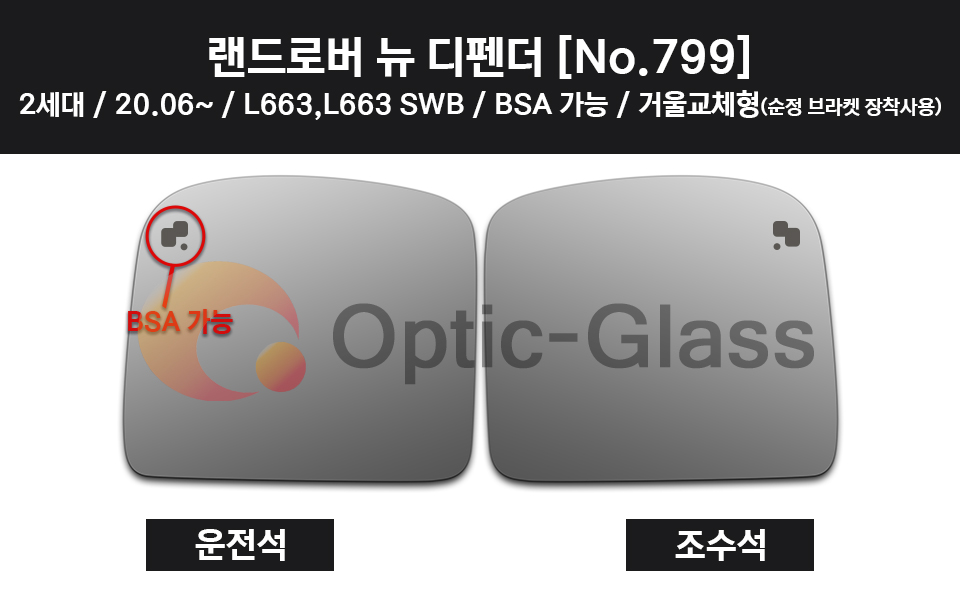 랜드로버 뉴 디펜더 [No.799]
2세대 / 20.06~ / L663,L663 SWB / BSA 가능 / 거울교체형(순정 브라켓 장착사용)
BSA 가능
Optic-Glass
운전석
조수석